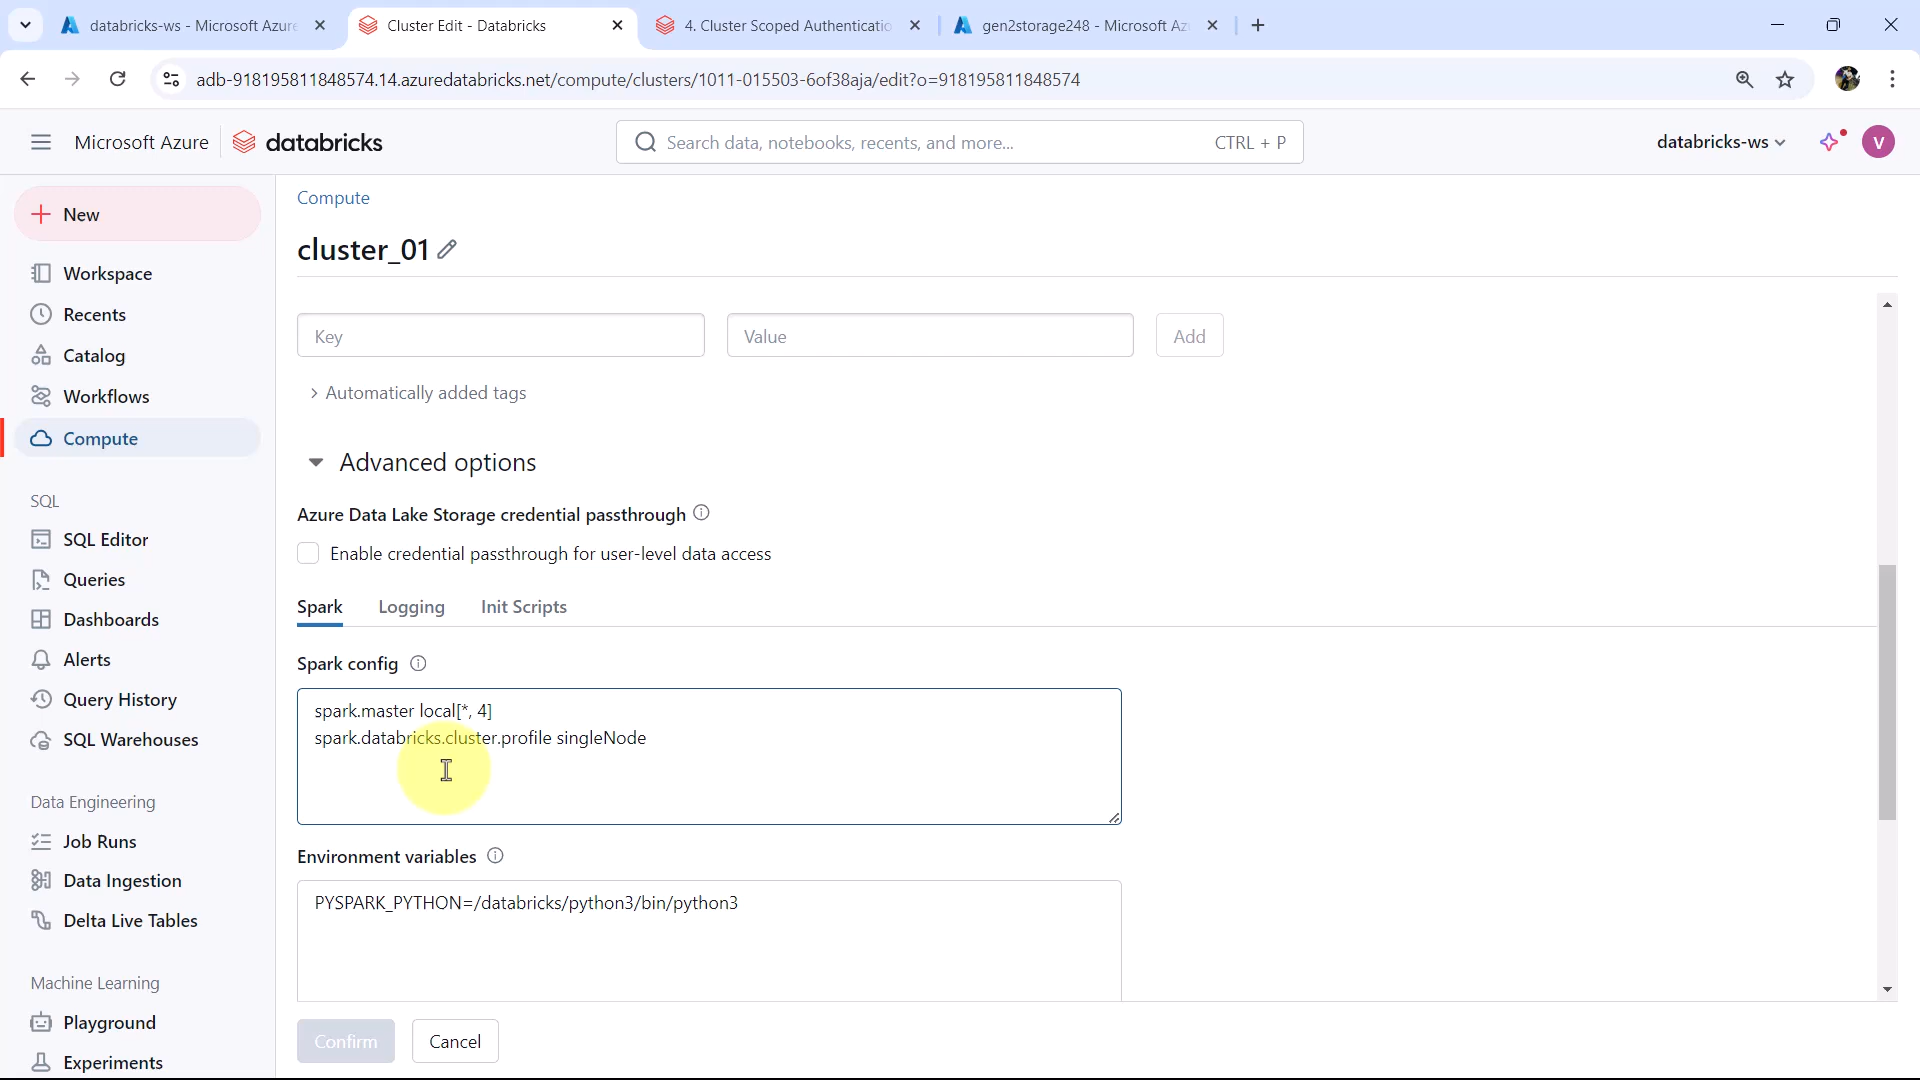 databricks-ws - Microsoft Azure
Cluster Edit - Databricks
4. Cluster Scoped Authenticatio
gen2storage248 - Microsoft Az
adb-918195811848574.14.azuredatabricks.net/compute/clusters/1011-015503-6of38aja/edit?o=918195811848574
Microsoft Azure
databricks
Search data, notebooks, recents, and more...
CTRL + P
databricks-ws
V
New
Workspace
Recents
Catalog
Workflows
Compute
SQL
SQL Editor
Queries
Dashboards
Alerts
Query History
SQL Warehouses
Data Engineering
Job Runs
Data Ingestion
Delta Live Tables
Machine Learning
Playground
Experiments
Compute
cluster_01
Key
Value
Add
Automatically added tags
Advanced options
Azure Data Lake Storage credential passthrough
Enable credential passthrough for user-level data access
Spark
Logging
Init Scripts
Spark config
spark.master local[*, 4]
spark.databricks.cluster.profile singleNode
Environment variables
PYSPARK_PYTHON=/databricks/python3/bin/python3
Confirm
Cancel